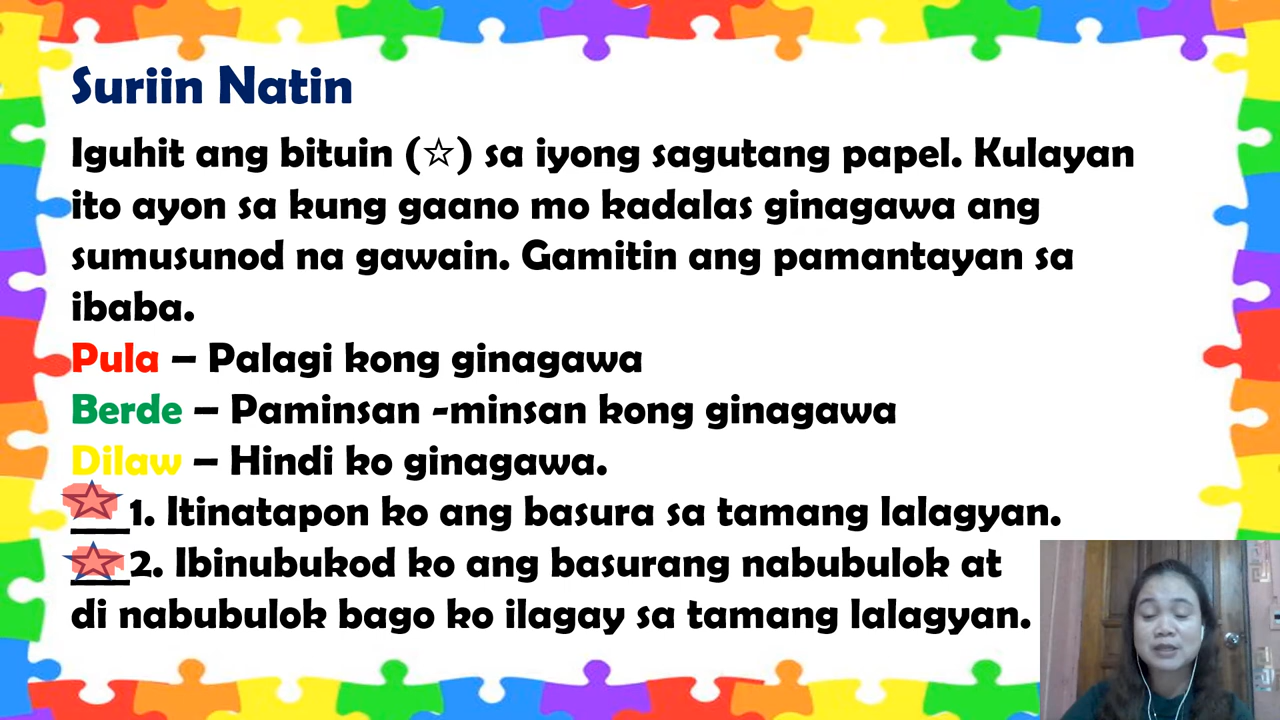 Suriin Natin
Iguhit ang bituin (☆) sa iyong sagutang papel. Kulayan
ito ayon sa kung gaano mo kadalas ginagawa ang
sumusunod na gawain. Gamitin ang pamantayan sa
ibaba.
Pula – Palagi kong ginagawa
Berde – Paminsan -minsan kong ginagawa
Dilaw – Hindi ko ginagawa.
___1. Itinatapon ko ang basura sa tamang lalagyan.
___2. Ibinubukod ko ang basurang nabubulok at
di nabubulok bago ko ilagay sa tamang lalagyan.